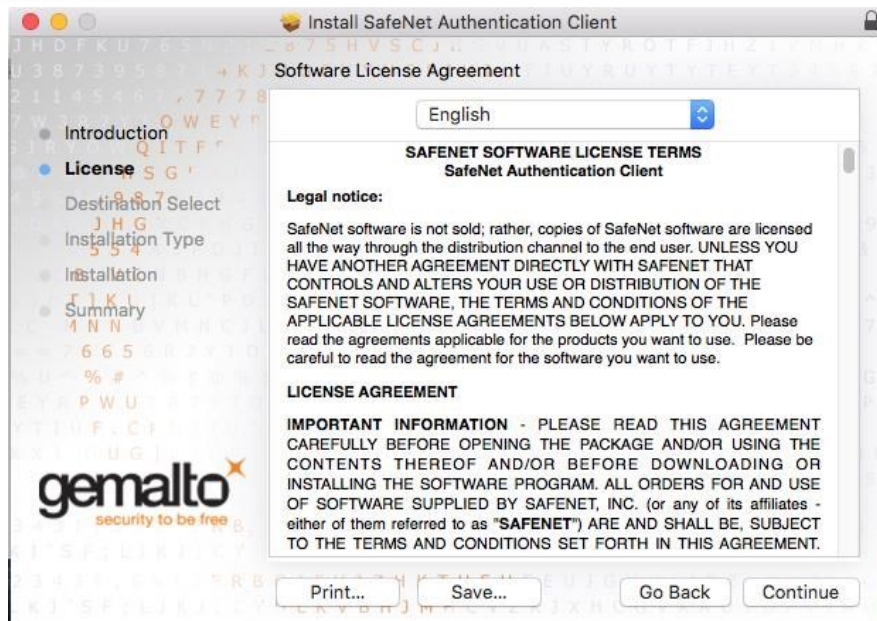 Install SafeNet Authentication Client
Software License Agreement
Introduction
License
Destination Select
Installation Type
Installation
Summary
gemalto
security to be free
English
SAFENET SOFTWARE LICENSE TERMS
SafeNet Authentication Client
Legal notice:
SafeNet software is not sold; rather, copies of SafeNet software are licensed
all the way through the distribution channel to the end user. UNLESS YOU
HAVE ANOTHER AGREEMENT DIRECTLY WITH SAFENET THAT
CONTROLS AND ALTERS YOUR USE OR DISTRIBUTION OF THE
SAFENET SOFTWARE, THE TERMS AND CONDITIONS OF THE
APPLICABLE LICENSE AGREEMENTS BELOW APPLY TO YOU. Please
read the agreements applicable for the products you want to use. Please be
careful to read the agreement for the software you want to use.
LICENSE AGREEMENT
IMPORTANT INFORMATION - PLEASE READ THIS AGREEMENT
CAREFULLY BEFORE OPENING THE PACKAGE AND/OR USING THE
CONTENTS THEREOF AND/OR BEFORE DOWNLOADING OR
INSTALLING THE SOFTWARE PROGRAM. ALL ORDERS FOR AND USE
OF SOFTWARE SUPPLIED BY SAFENET, INC. (or any of its affiliates -
either of them referred to as "SAFENET") ARE AND SHALL BE, SUBJECT
TO THE TERMS AND CONDITIONS SET FORTH IN THIS AGREEMENT.
Print... Save... Go Back Continue